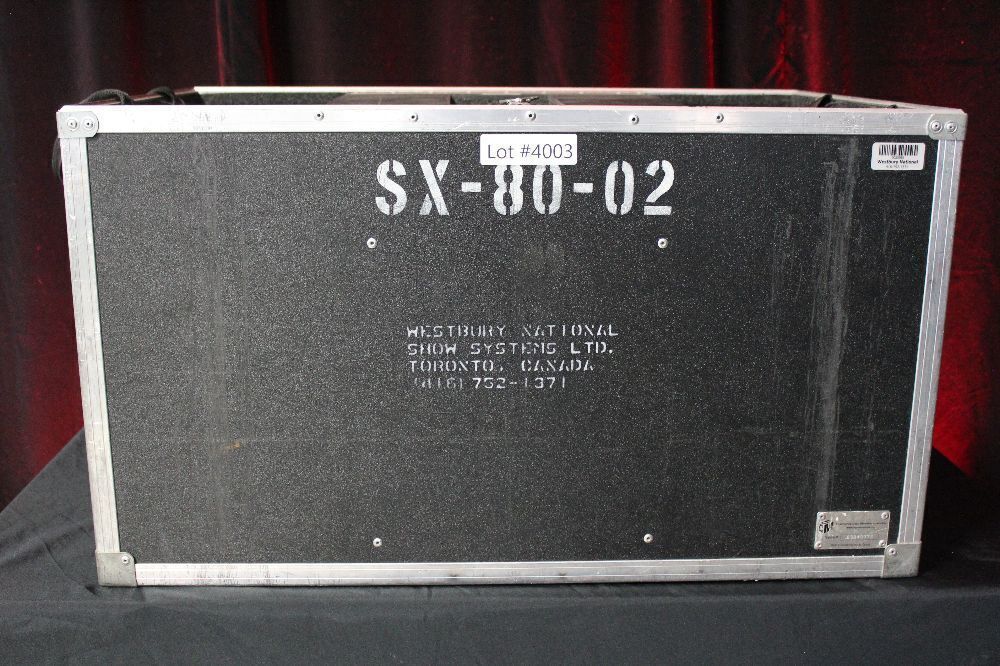 Lot #4003
SX-80-02
Westbury National
WESTBURY NATIONAL
SHOW SYSTEMS LTD.
TORONTO, CANADA
(416) 752-1371